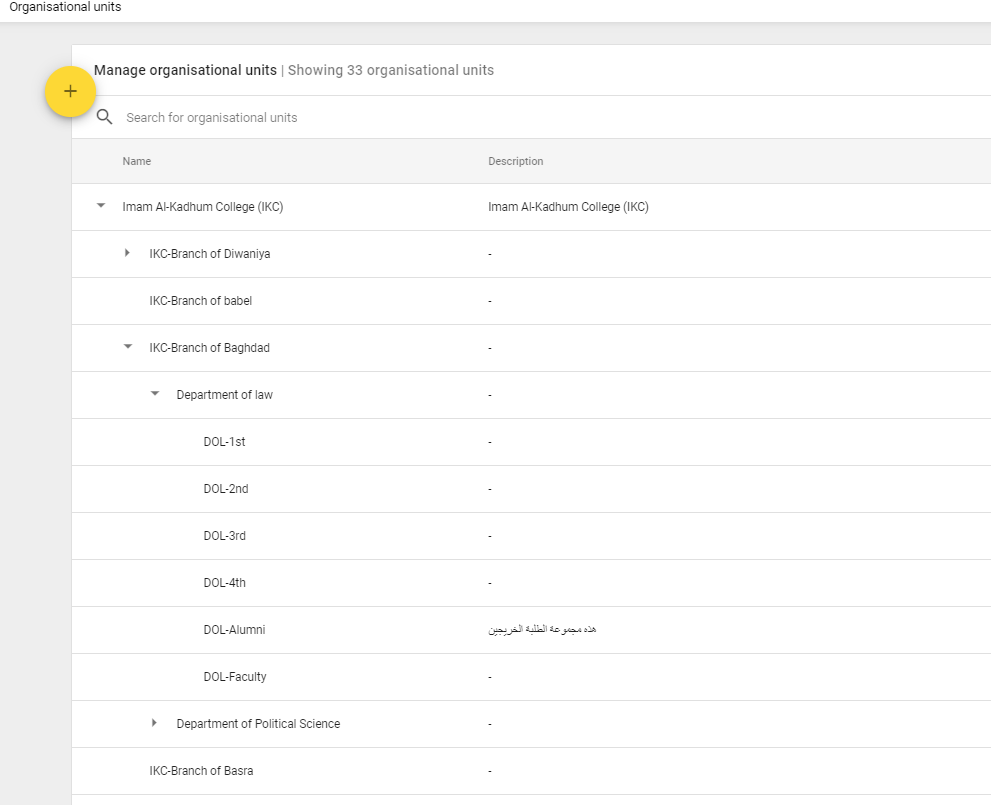 Organisational units
Manage organisational units | Showing 33 organisational units
+
Search for organisational units
Name Description
Imam Al-Kadhum College (IKC) Imam Al-Kadhum College (IKC)
IKC-Branch of Diwaniya -
IKC-Branch of babel -
IKC-Branch of Baghdad -
Department of law -
DOL-1st -
DOL-2nd -
DOL-3rd -
DOL-4th -
DOL-Alumni هذه مجموعة الطلبة الخريجين
DOL-Faculty -
Department of Political Science -
IKC-Branch of Basra -